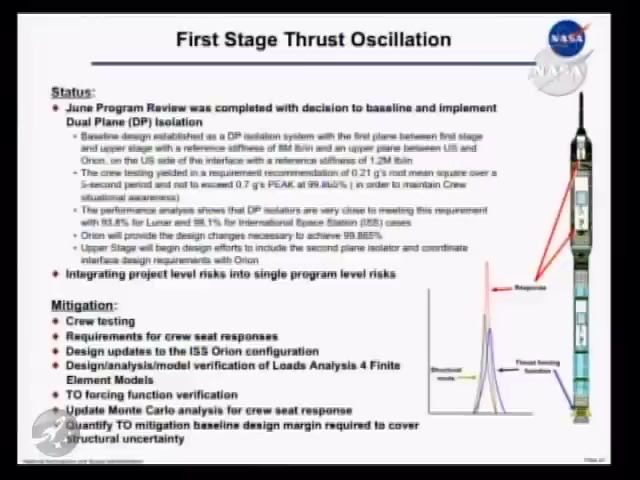 First Stage Thrust Oscillation
NASA
NASA
Status:
June Program Review was completed with decision to baseline and implement
Dual Plane (DP) Isolation
Baseline design established as a DP isolation system with the first plane between first stage
and upper stage with a reference stiffness of 8M lb/in and an upper plane between US and
Orion, on the US side of the interface with a reference stiffness of 1.2M lb/in
The crew testing yielded in a requirement recommendation of 0.21 g's root mean square over a
5-second period and not to exceed 0.7 g's PEAK at 99.865% ( in order to maintain Crew
situational awareness)
The performance analysis shows that DP isolators are very close to meeting this requirement
with 93.8% for Lunar and 98.1% for International Space Station (ISS) cases
Orion will provide the design changes necessary to achieve 99.865%
Upper Stage will begin design efforts to include the second plane isolator and coordinate
interface design requirements with Orion
Integrating project level risks into single program level risks
Response
Mitigation:
Crew testing
Requirements for crew seat responses
Design updates to the ISS Orion configuration
Design/analysis/model verification of Loads Analysis 4 Finite
Element Models
TO forcing function verification
Update Monte Carlo analysis for crew seat response
Quantify TO mitigation baseline design margin required to cover
structural uncertainty
Structural
mode
Thrust forcing
function
National Aeronautics and Space Administration